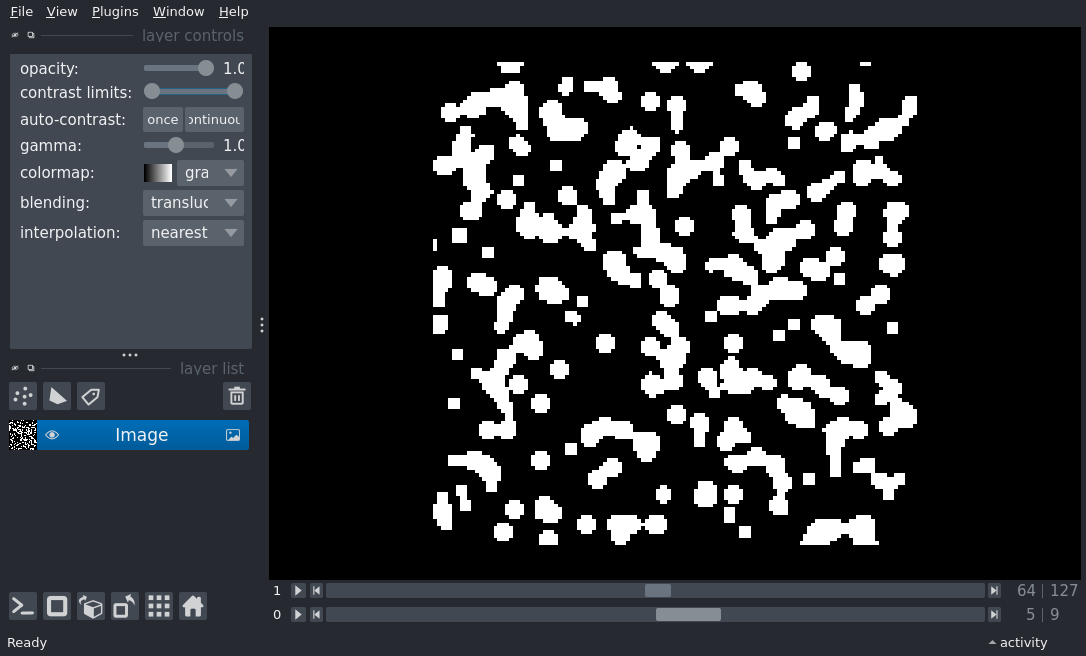 File View Plugins Window Help
layer controls
opacity: 1.0
contrast limits:
auto-contrast: once ontinuou
gamma: 1.0
colormap: gra
blending: transluc
interpolation: nearest
layer list
Image
1 64 | 127
0 5 | 9
Ready activity